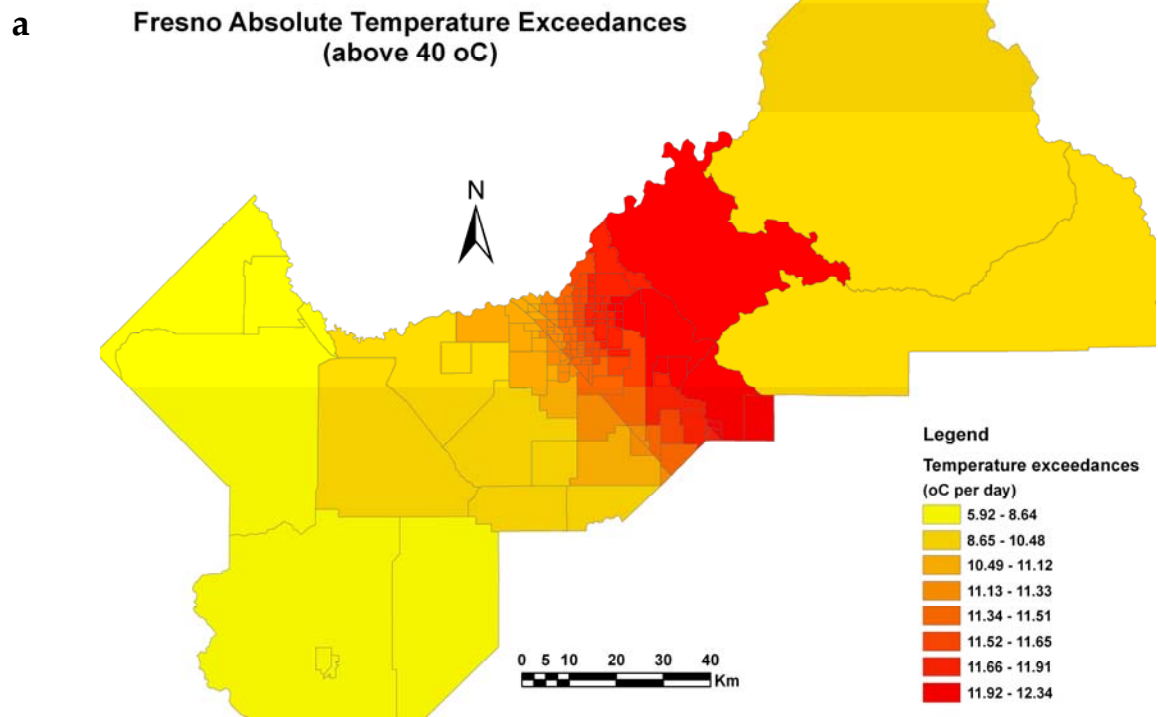 a
Fresno Absolute Temperature Exceedances
(above 40 oC)
N
Legend
Temperature exceedances
(oC per day)
5.92 - 8.64
8.65 - 10.48
10.49 - 11.12
11.13 - 11.33
11.34 - 11.51
11.52 - 11.65
11.66 - 11.91
11.92 - 12.34
0 5 10 20 30 40
Km